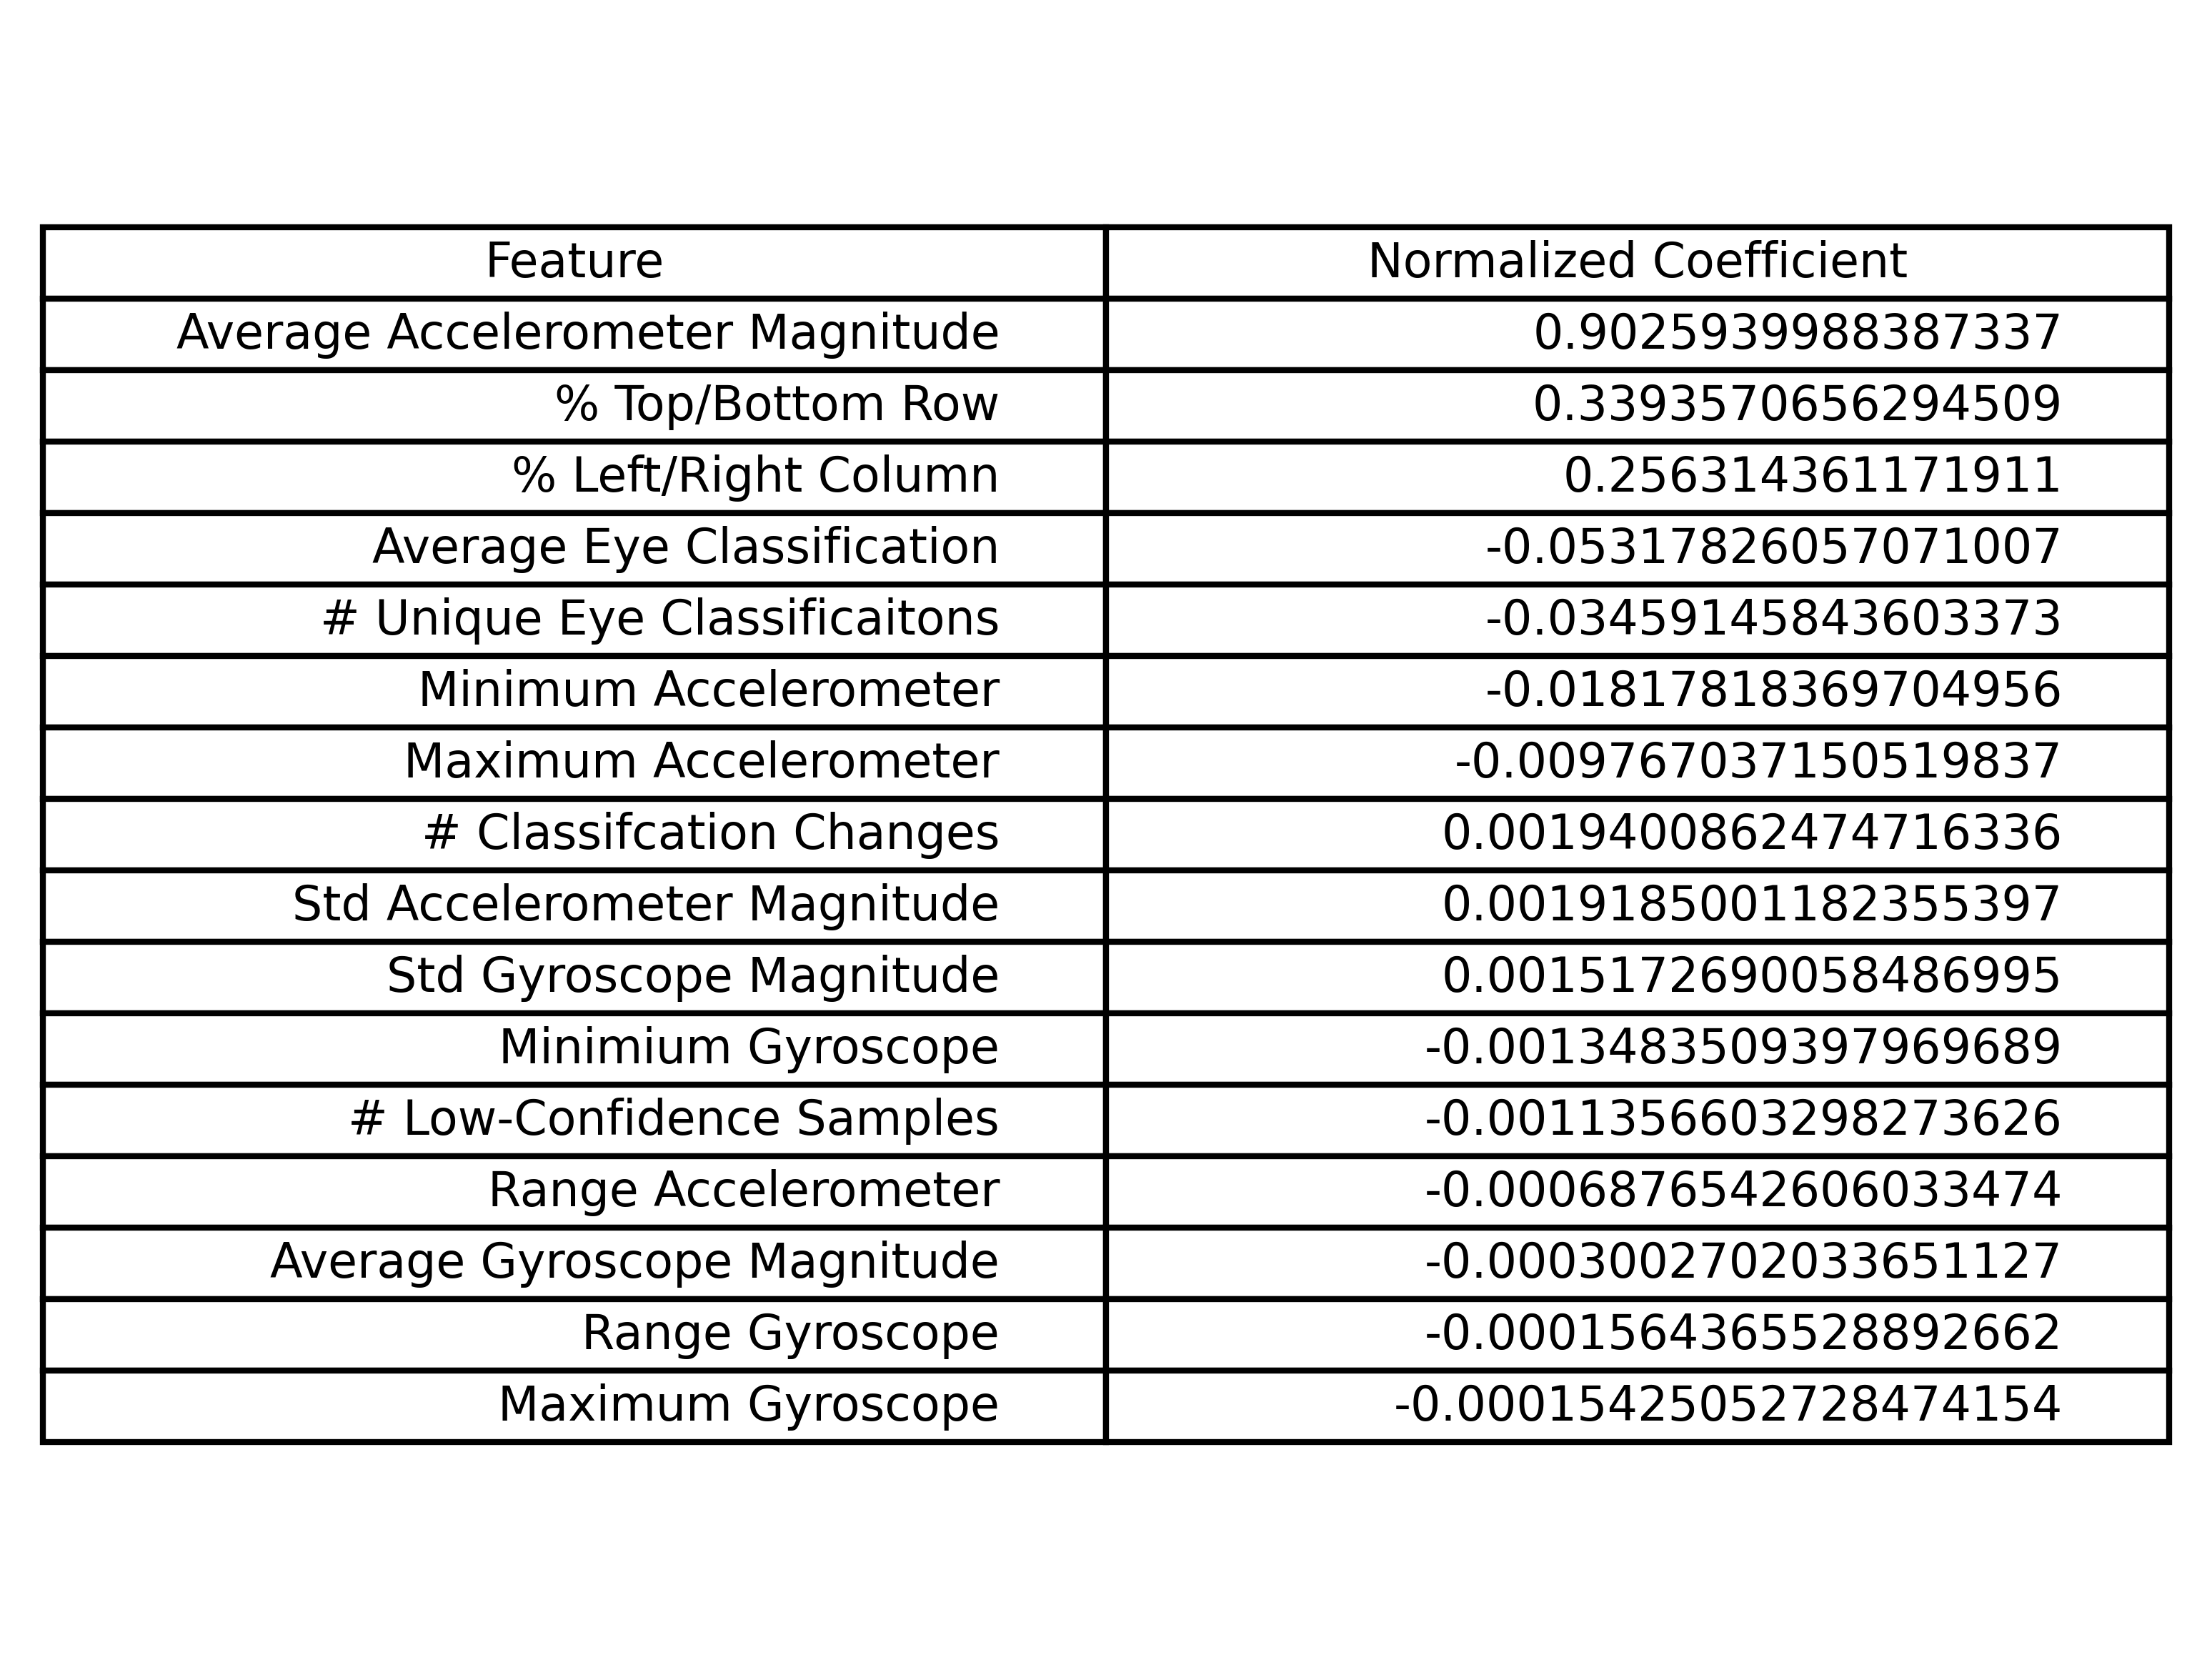 Feature Normalized Coefficient
Average Accelerometer Magnitude 0.9025939988387337
% Top/Bottom Row 0.3393570656294509
% Left/Right Column 0.256314361171911
Average Eye Classification -0.05317826057071007
# Unique Eye Classificaitons -0.03459145843603373
Minimum Accelerometer -0.01817818369704956
Maximum Accelerometer -0.009767037150519837
# Classifcation Changes 0.0019400862474716336
Std Accelerometer Magnitude 0.0019185001182355397
Std Gyroscope Magnitude 0.0015172690058486995
Minimium Gyroscope -0.0013483509397969689
# Low-Confidence Samples -0.0011356603298273626
Range Accelerometer -0.0006876542606033474
Average Gyroscope Magnitude -0.0003002702033651127
Range Gyroscope -0.0001564365528892662
Maximum Gyroscope -0.00015425052728474154